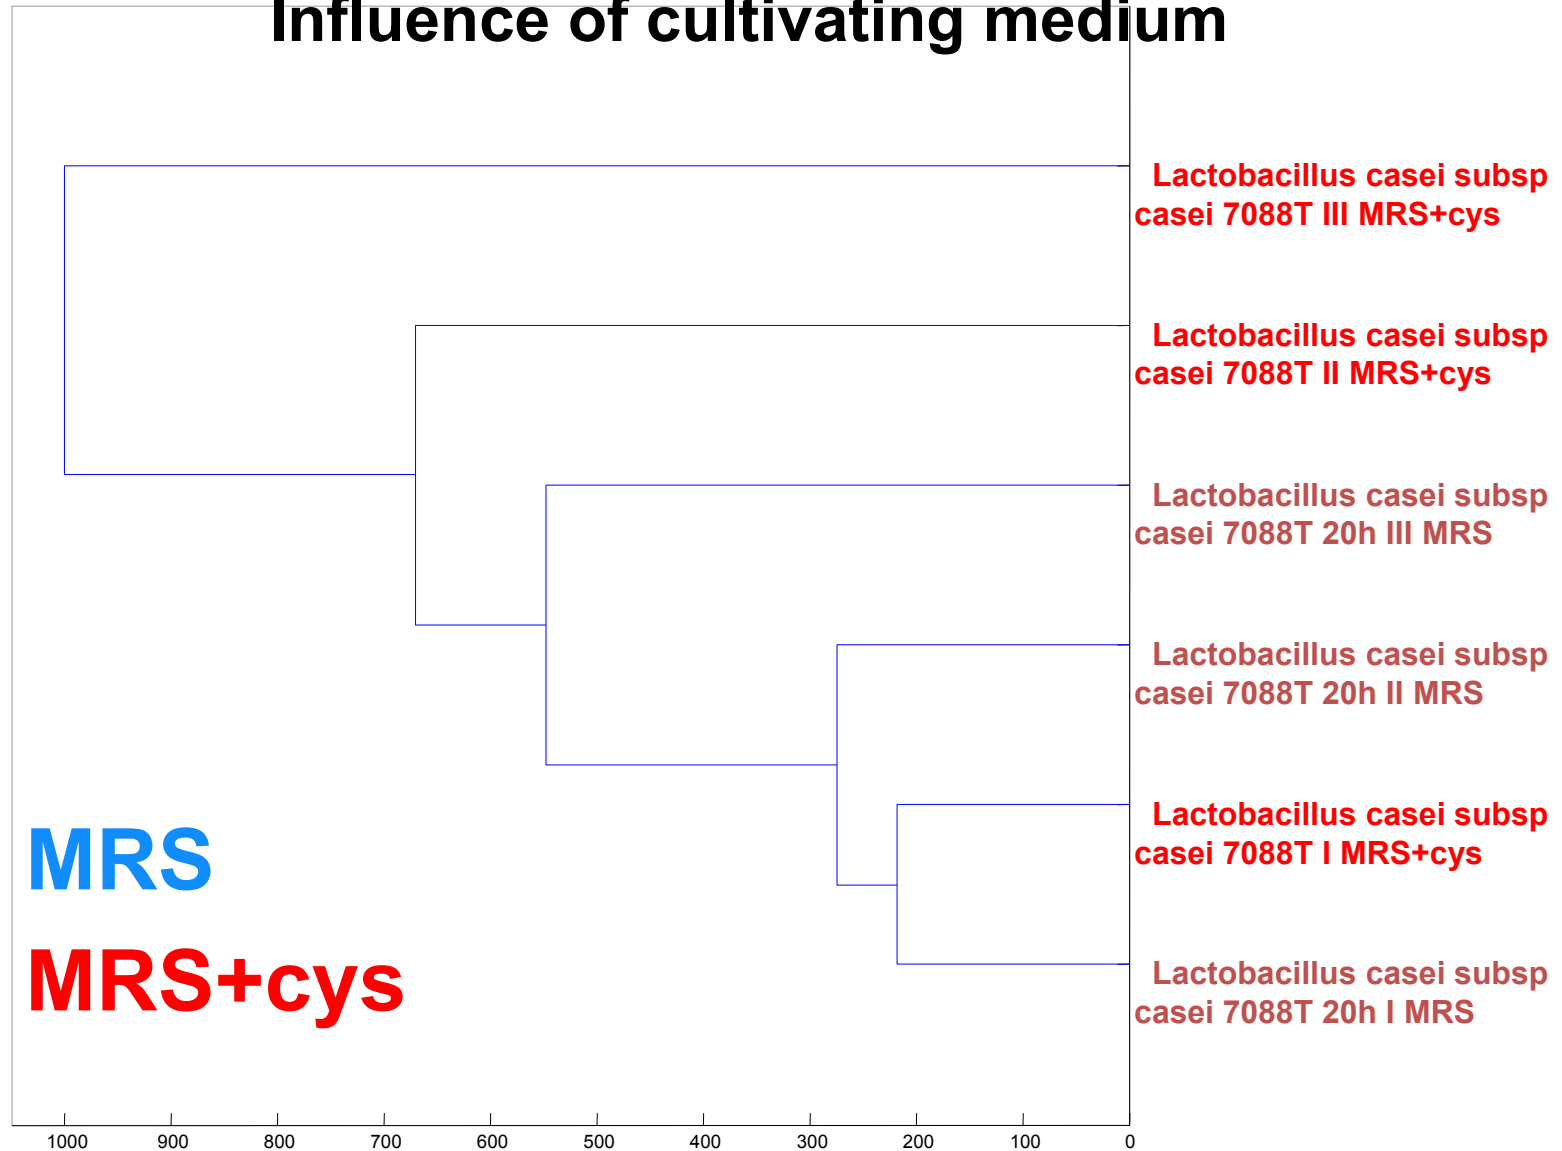 Influence of cultivating medium
Lactobacillus casei subsp
casei 7088T III MRS+cys
Lactobacillus casei subsp
casei 7088T II MRS+cys
Lactobacillus casei subsp
casei 7088T 20h III MRS
Lactobacillus casei subsp
casei 7088T 20h II MRS
Lactobacillus casei subsp
casei 7088T I MRS+cys
Lactobacillus casei subsp
casei 7088T 20h I MRS
MRS
MRS+cys
1000 900 800 700 600 500 400 300 200 100 0